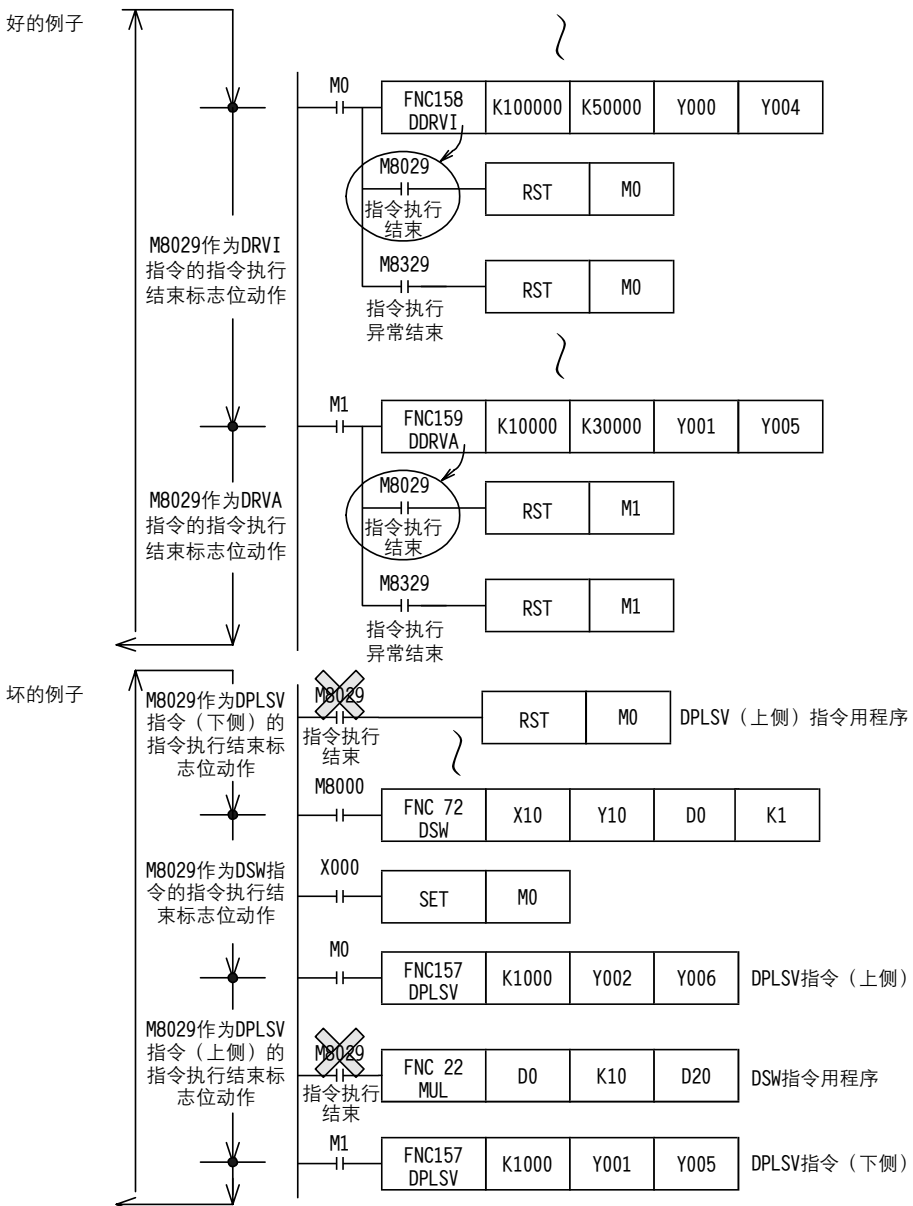 好的例子
M0
FNC158
DDRVI
K100000
K50000
Y000
Y004
M8029
指令执行
结束
RST
M0
M8329
指令执行
异常结束
RST
M0
M8029作为DRVI
指令的指令执行
结束标志位动作
M1
FNC159
DDRVA
K10000
K30000
Y001
Y005
M8029
指令执行
结束
RST
M1
M8029作为DRVA
指令的指令执行
结束标志位动作
M8329
指令执行
异常结束
RST
M1
坏的例子
M8029作为DPLSV
指令（下侧）的
指令执行结束标
志位动作
M8029
指令执行
结束
RST
M0
DPLSV（上侧）指令用程序
M8000
FNC 72
DSW
X10
Y10
D0
K1
M8029作为DSW指
令的指令执行结
束标志位动作
X000
SET
M0
M0
FNC157
DPLSV
K1000
Y002
Y006
DPLSV指令（上侧）
M8029作为DPLSV
指令（上侧）的
指令执行结束标
志位动作
M8029
指令执行
结束
FNC 22
MUL
D0
K10
D20
DSW指令用程序
M1
FNC157
DPLSV
K1000
Y001
Y005
DPLSV指令（下侧）